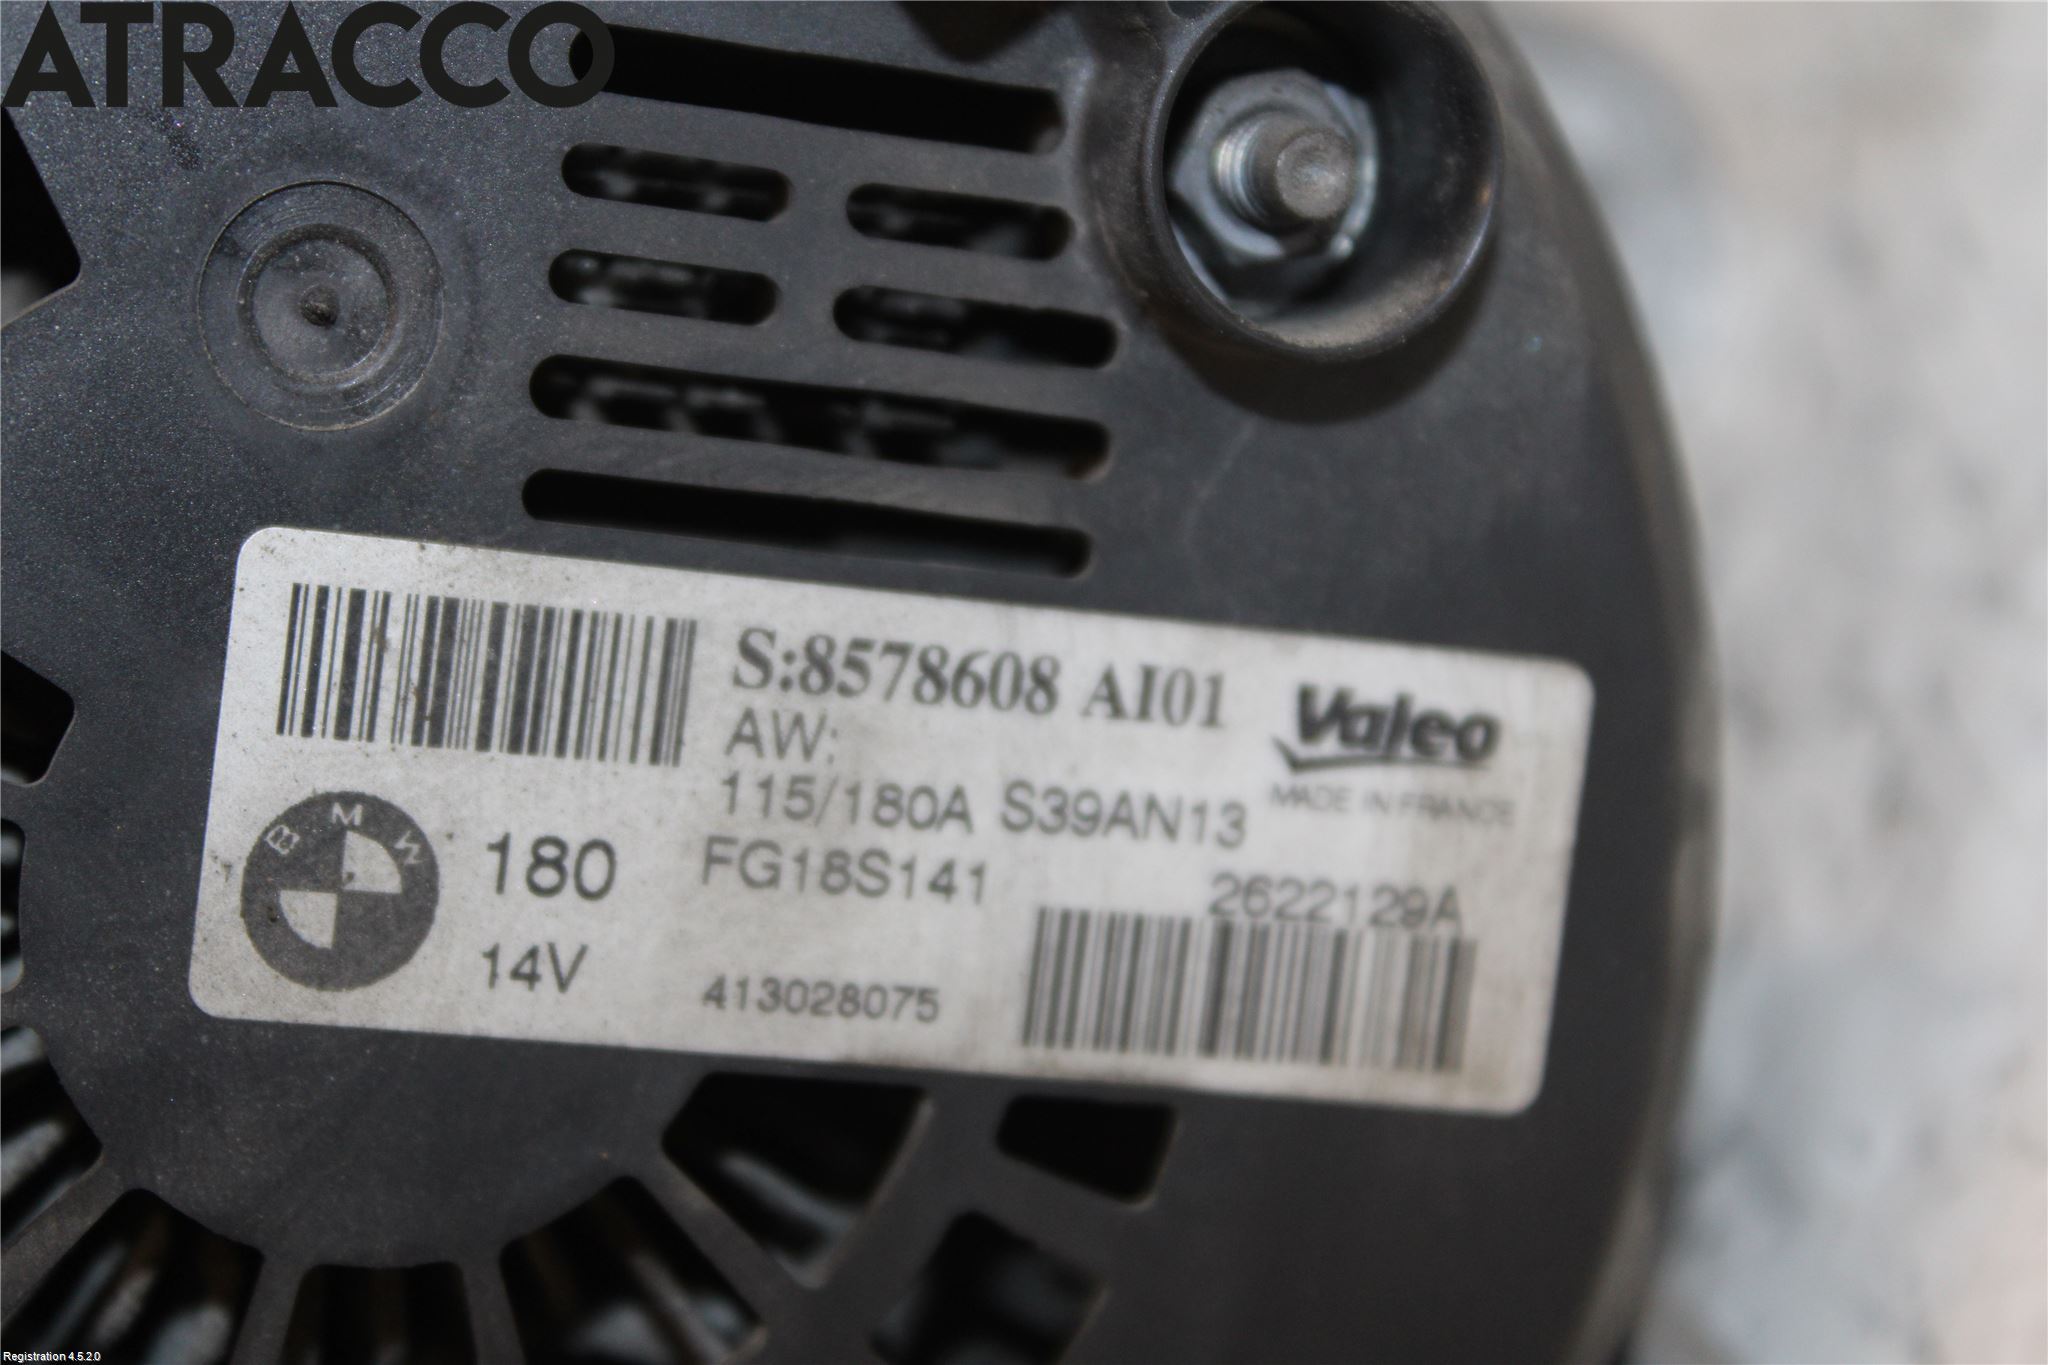 ATRACCO
S:8578608 AI01
AW:
115/180A S39AN13
FG18S141
Valeo
MADE IN FRANCE
BMW
180
14V
413028075
2622129A
Registration 4.5.2.0